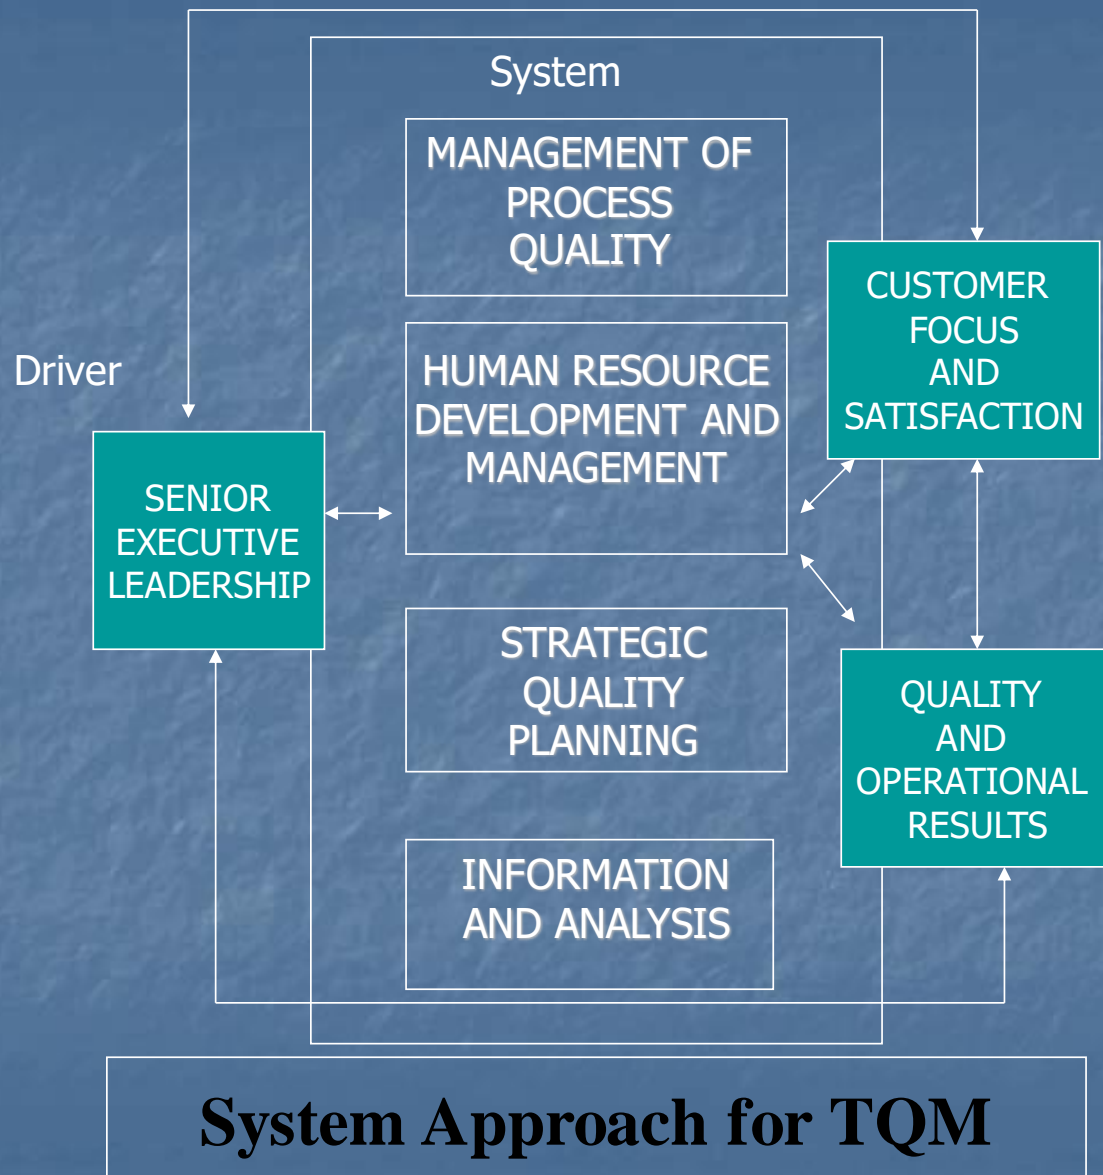 System
MANAGEMENT OF
PROCESS
QUALITY
CUSTOMER
FOCUS
AND
SATISFACTION
Driver
HUMAN RESOURCE
DEVELOPMENT AND
MANAGEMENT
SENIOR
EXECUTIVE
LEADERSHIP
STRATEGIC
QUALITY
PLANNING
QUALITY
AND
OPERATIONAL
RESULTS
INFORMATION
AND ANALYSIS
System Approach for TQM